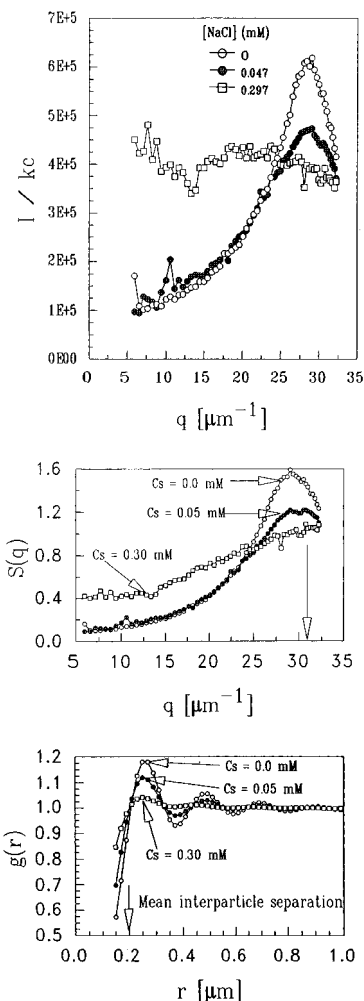 [NaCl] (mM)
0
0.047
0.297
7E+5
6E+5
5E+5
4E+5
3E+5
2E+5
1E+5
0E00
I / kc
0 5 10 15 20 25 30 35
q [μm⁻¹]
1.6
1.2
0.8
0.4
0.0
S(q)
Cs = 0.0 mM
Cs = 0.05 mM
Cs = 0.30 mM
5 10 15 20 25 30 35
q [μm⁻¹]
1.2
1.1
1.0
0.9
0.8
0.7
0.6
0.5
g(r)
Cs = 0.0 mM
Cs = 0.05 mM
Cs = 0.30 mM
Mean interparticle separation
0.0 0.2 0.4 0.6 0.8 1.0
r [μm]